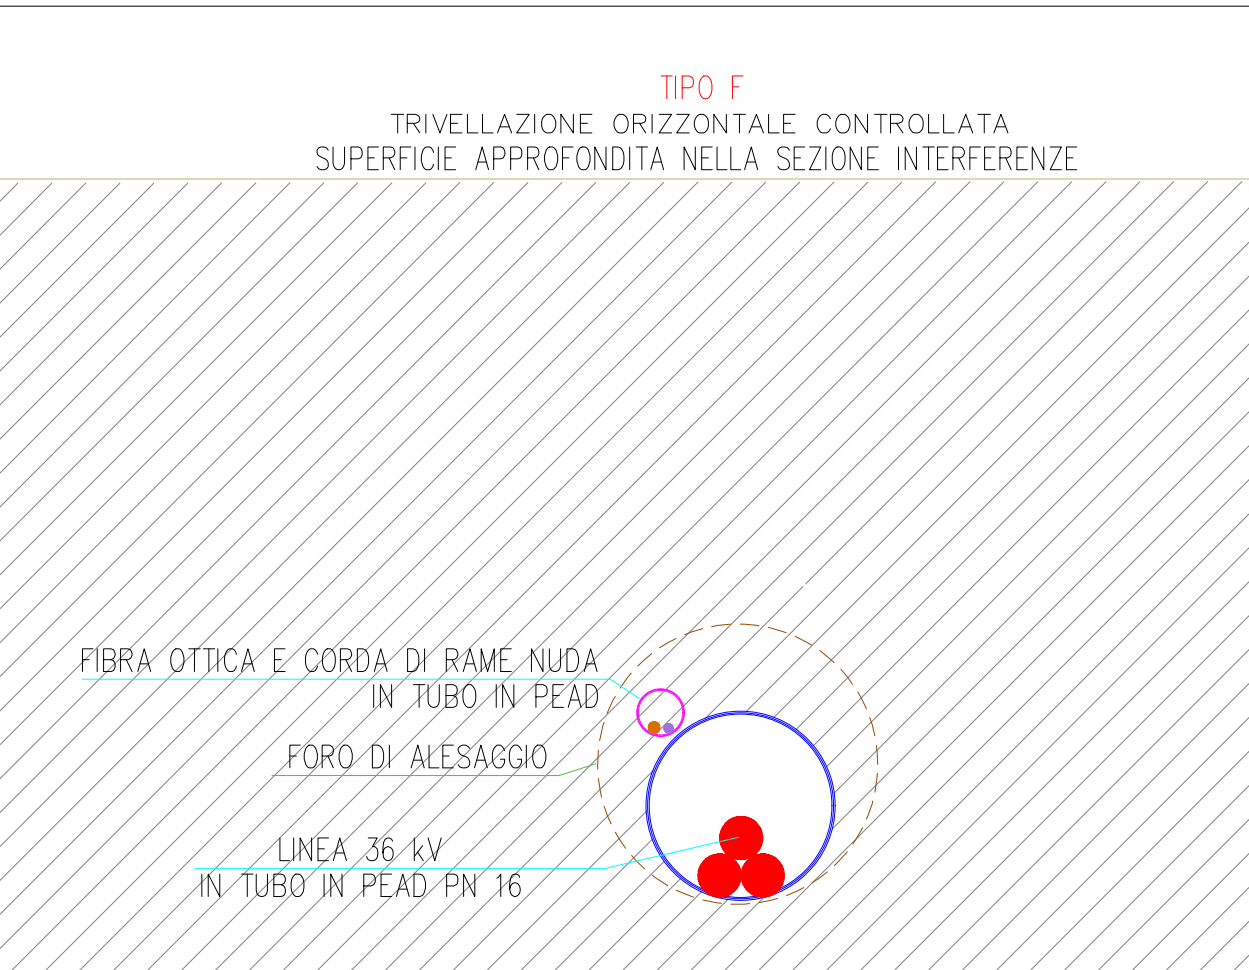 TIPO F
TRIVELLAZIONE ORIZZONTALE CONTROLLATA
SUPERFICIE APPROFONDITA NELLA SEZIONE INTERFERENZE
FIBRA OTTICA E CORDA DI RAME NUDA
IN TUBO IN PEAD
FORO DI ALESAGGIO
LINEA 36 kV
IN TUBO IN PEAD PN 16